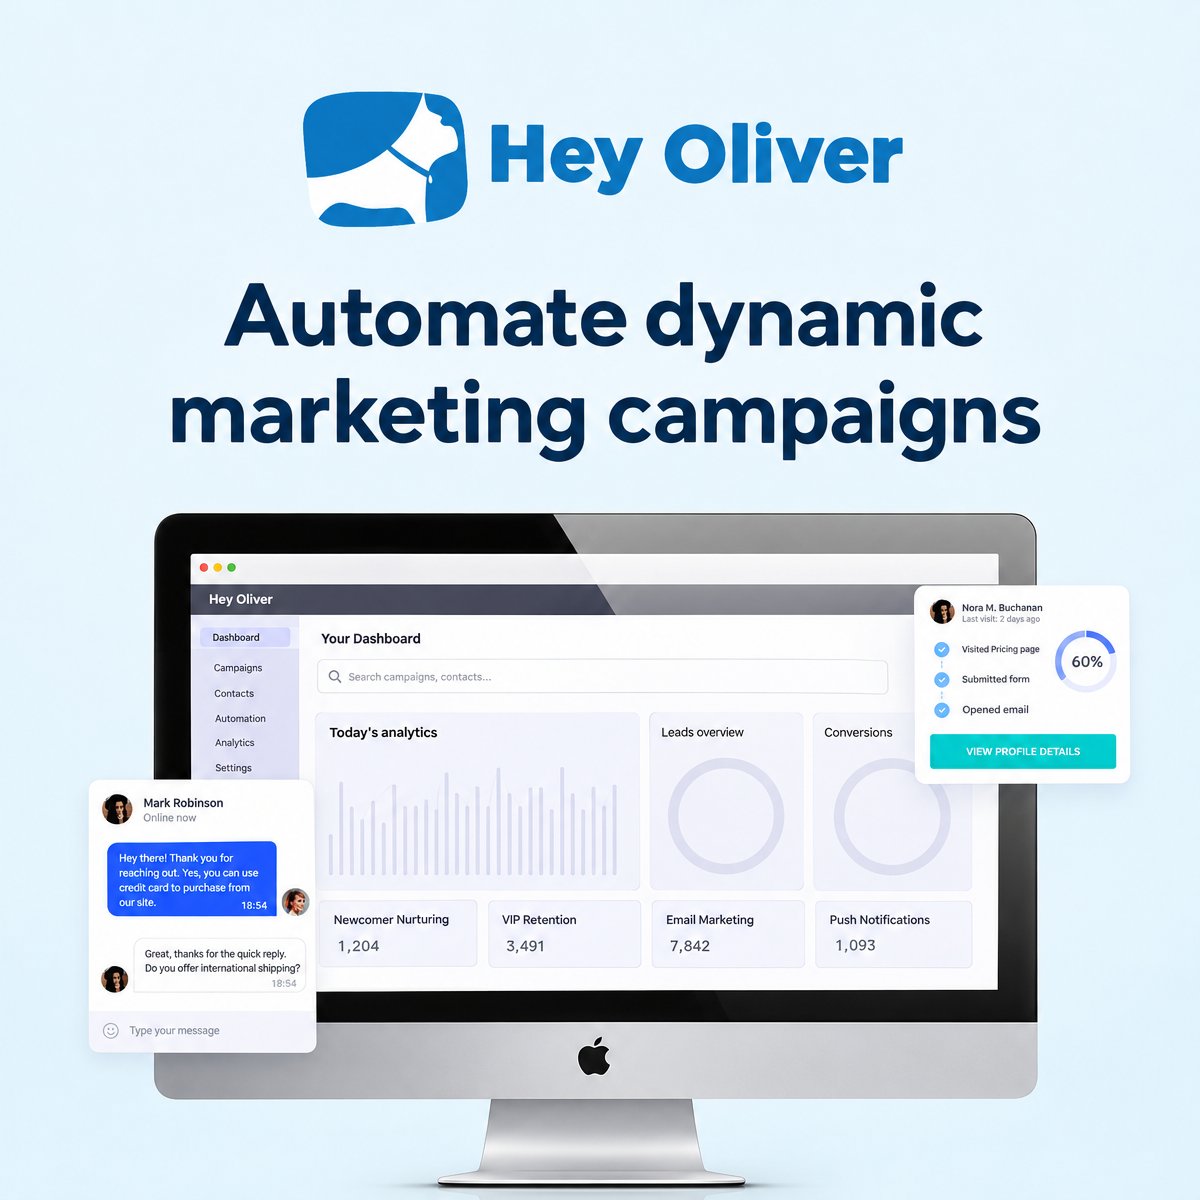 Hey Oliver
Automate dynamic
marketing campaigns
Hey Oliver
Dashboard
Campaigns
Contacts
Automation
Analytics
Settings
Your Dashboard
Search campaigns, contacts...
Today's analytics
Leads overview
Conversions
Newcomer Nurturing
1,204
VIP Retention
3,491
Email Marketing
7,842
Push Notifications
1,093
Nora M. Buchanan
Last visit: 2 days ago
Visited Pricing page
Submitted form
Opened email
60%
VIEW PROFILE DETAILS
Mark Robinson
Online now
Hey there! Thank you for
reaching out. Yes, you can use
credit card to purchase from
our site.
18:54
Great, thanks for the quick reply.
Do you offer international shipping?
18:54
Type your message